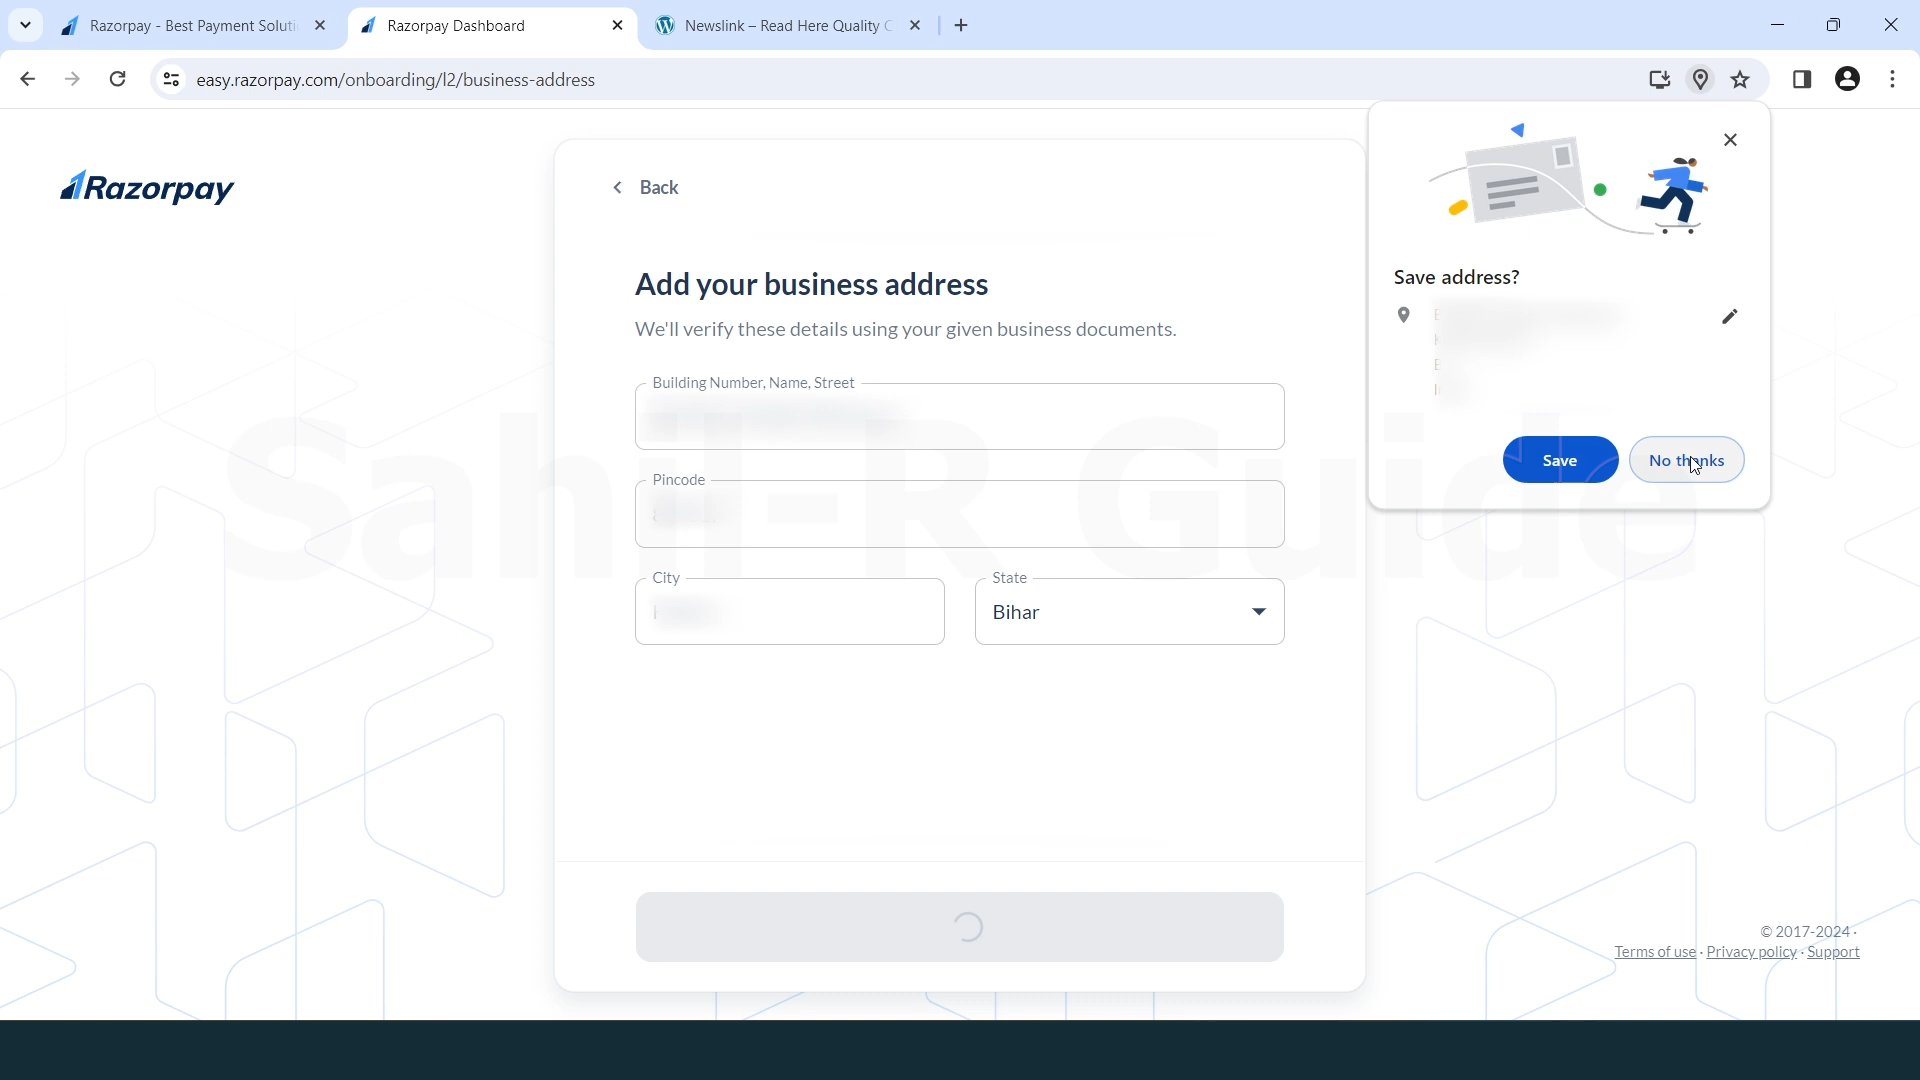 Razorpay - Best Payment Soluti
Razorpay Dashboard
Newslink – Read Here Quality C
easy.razorpay.com/onboarding/l2/business-address
Razorpay
Back
Add your business address
We'll verify these details using your given business documents.
Building Number, Name, Street
Pincode
City
State
Bihar
Save address?
Save
No thanks
Sahil-R Guide
© 2017-2024 ·
Terms of use · Privacy policy · Support